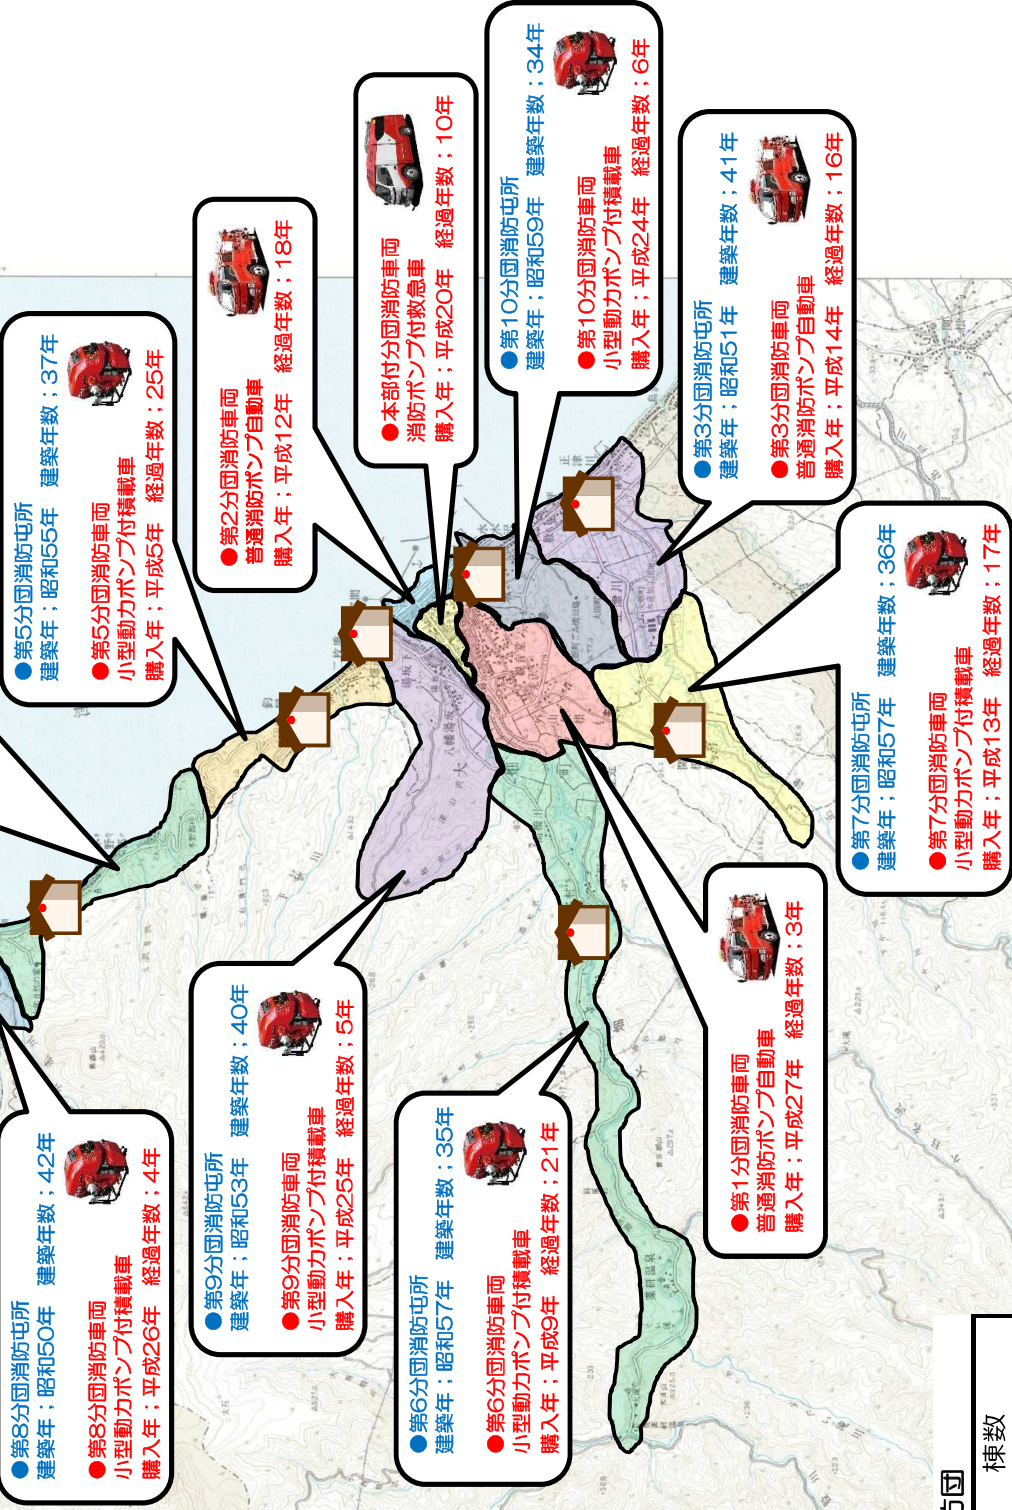 ●第8分団消防屯所
建築年；昭和50年　建築年数；42年
●第8分団消防車両
小型動力ポンプ付積載車
購入年；平成26年　経過年数；4年
●第5分団消防屯所
建築年；昭和55年　建築年数；37年
●第5分団消防車両
小型動力ポンプ付積載車
購入年；平成5年　経過年数；25年
●第9分団消防屯所
建築年；昭和53年　建築年数；40年
●第9分団消防車両
小型動力ポンプ付積載車
購入年；平成25年　経過年数；5年
●第2分団消防車両
普通消防ポンプ自動車
購入年；平成12年　経過年数；18年
●本部付分団消防車両
消防ポンプ付救急車
購入年；平成20年　経過年数；10年
●第6分団消防屯所
建築年；昭和57年　建築年数；35年
●第6分団消防車両
小型動力ポンプ付積載車
購入年；平成9年　経過年数；21年
●第10分団消防屯所
建築年；昭和59年　建築年数；34年
●第10分団消防車両
小型動力ポンプ付積載車
購入年；平成24年　経過年数；6年
●第3分団消防屯所
建築年；昭和51年　建築年数；41年
●第3分団消防車両
普通消防ポンプ自動車
購入年；平成14年　経過年数；16年
●第1分団消防車両
普通消防ポンプ自動車
購入年；平成27年　経過年数；3年
●第7分団消防屯所
建築年；昭和57年　建築年数；36年
●第7分団消防車両
小型動力ポンプ付積載車
購入年；平成13年　経過年数；17年
薬研温泉
大畑町
正津川
防団
棟数